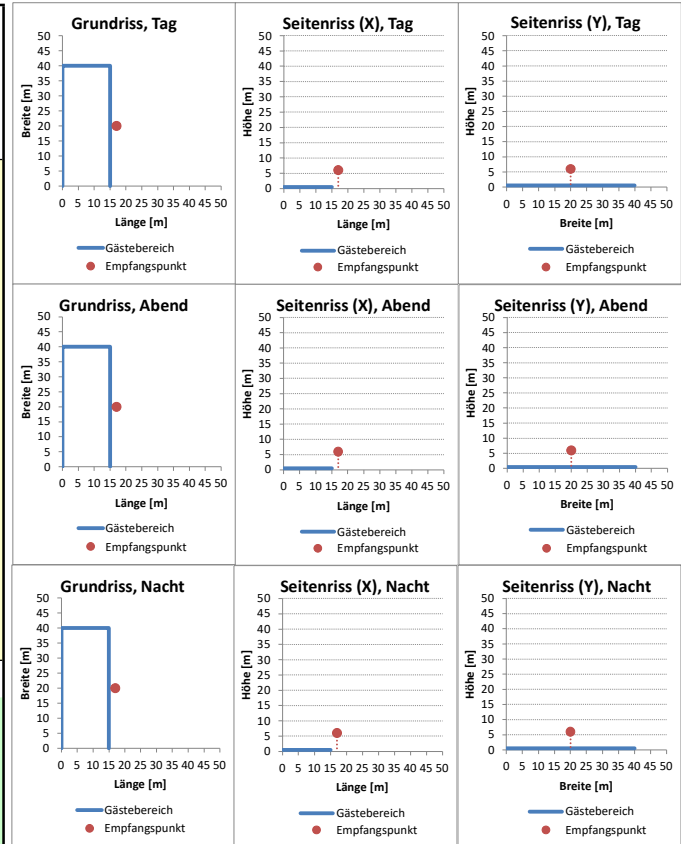 Grundriss, Tag
50
45
40
35
30
25
20
15
10
5
0
Breite [m]
0 5 10 15 20 25 30 35 40 45 50
Länge [m]
Gästebereich
Empfangspunkt
Seitenriss (X), Tag
50
45
40
35
30
25
20
15
10
5
0
Höhe [m]
0 5 10 15 20 25 30 35 40 45 50
Länge [m]
Gästebereich
Empfangspunkt
Seitenriss (Y), Tag
50
45
40
35
30
25
20
15
10
5
0
Höhe [m]
0 5 10 15 20 25 30 35 40 45 50
Breite [m]
Gästebereich
Empfangspunkt
Grundriss, Abend
50
45
40
35
30
25
20
15
10
5
0
Breite [m]
0 5 10 15 20 25 30 35 40 45 50
Länge [m]
Gästebereich
Empfangspunkt
Seitenriss (X), Abend
50
45
40
35
30
25
20
15
10
5
0
Höhe [m]
0 5 10 15 20 25 30 35 40 45 50
Länge [m]
Gästebereich
Empfangspunkt
Seitenriss (Y), Abend
50
45
40
35
30
25
20
15
10
5
0
Höhe [m]
0 5 10 15 20 25 30 35 40 45 50
Breite [m]
Gästebereich
Empfangspunkt
Grundriss, Nacht
50
45
40
35
30
25
20
15
10
5
0
Breite [m]
0 5 10 15 20 25 30 35 40 45 50
Länge [m]
Gästebereich
Empfangspunkt
Seitenriss (X), Nacht
50
45
40
35
30
25
20
15
10
5
0
Höhe [m]
0 5 10 15 20 25 30 35 40 45 50
Länge [m]
Gästebereich
Empfangspunkt
Seitenriss (Y), Nacht
50
45
40
35
30
25
20
15
10
5
0
Höhe [m]
0 5 10 15 20 25 30 35 40 45 50
Breite [m]
Gästebereich
Empfangspunkt